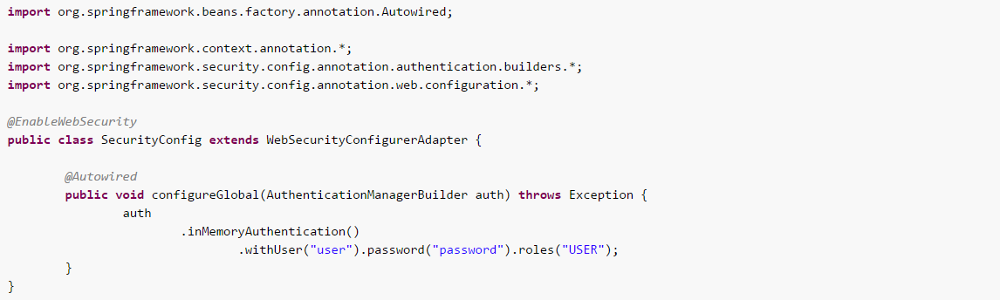 import org.springframework.beans.factory.annotation.Autowired;
import org.springframework.context.annotation.*;
import org.springframework.security.config.annotation.authentication.builders.*;
import org.springframework.security.config.annotation.web.configuration.*;
@EnableWebSecurity
public class SecurityConfig extends WebSecurityConfigurerAdapter {
@Autowired
public void configureGlobal(AuthenticationManagerBuilder auth) throws Exception {
auth
.inMemoryAuthentication()
.withUser("user").password("password").roles("USER");
}
}